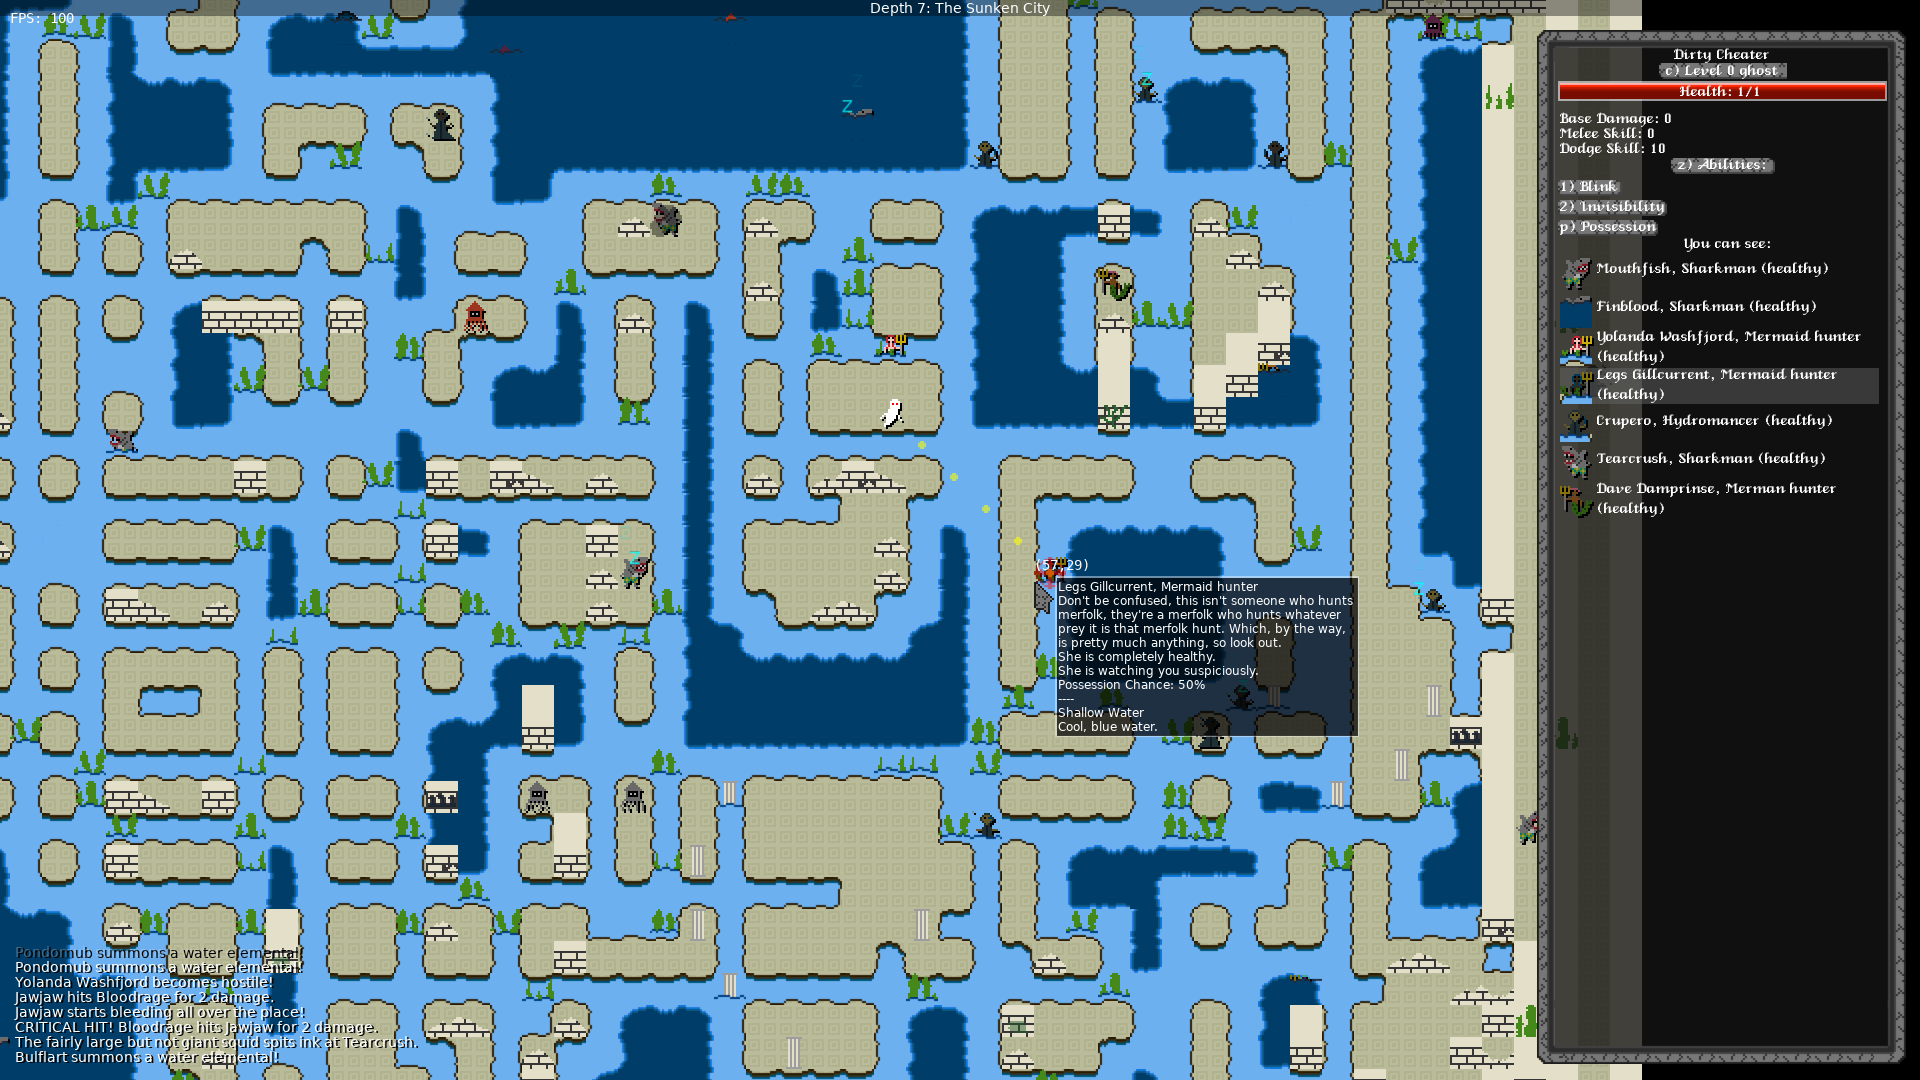 Depth 7: The Sunken City
FPS: 100
Dirty Cheater
c) Level 0 ghost
Health: 1/1
Base Damage: 0
Melee Skill: 0
Dodge Skill: 10
z) Abilities:
1) Blink
2) Invisibility
p) Possession
You can see:
Mouthfish, Sharkman (healthy)
Finblood, Sharkman (healthy)
Yolanda Washfjord, Mermaid hunter
(healthy)
Legs Gillcurrent, Mermaid hunter
(healthy)
Crupero, Hydromancer (healthy)
Tearcrush, Sharkman (healthy)
Dave Damprinse, Merman hunter
(healthy)
(57,29)
Legs Gillcurrent, Mermaid hunter
Don't be confused, this isn't someone who hunts
merfolk, they're a merfolk who hunts whatever
prey it is that merfolk hunt. Which, by the way,
is pretty much anything, so look out.
She is completely healthy.
She is watching you suspiciously.
Possession Chance: 50%
----
Shallow Water
Cool, blue water.
Pondomub summons a water elemental!
Pondomub summons a water elemental!
Yolanda Washfjord becomes hostile!
Jawjaw hits Bloodrage for 2 damage.
Jawjaw starts bleeding all over the place!
CRITICAL HIT! Bloodrage hits Jawjaw for 2 damage.
The fairly large but not giant squid spits ink at Tearcrush.
Bulflart summons a water elemental!